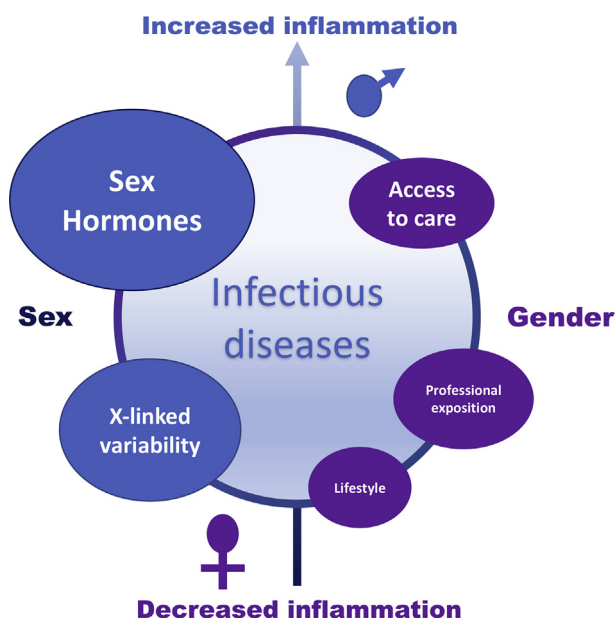 Increased inflammation
Sex
Hormones
Access
to care
Infectious
diseases
Sex
Gender
X-linked
variability
Professional
exposition
Lifestyle
Decreased inflammation